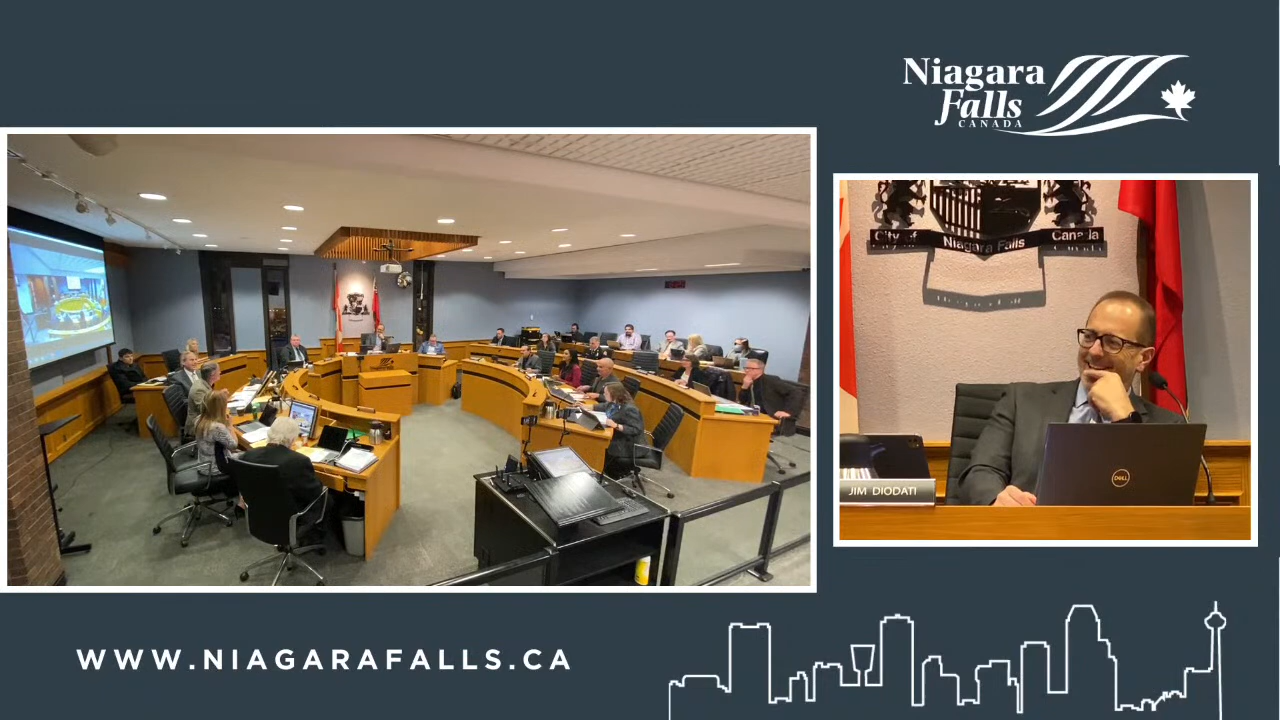 Niagara
Falls
CANADA
City of Niagara Falls Canada
DELL
JIM DIODATI
WWW.NIAGARAFALLS.CA